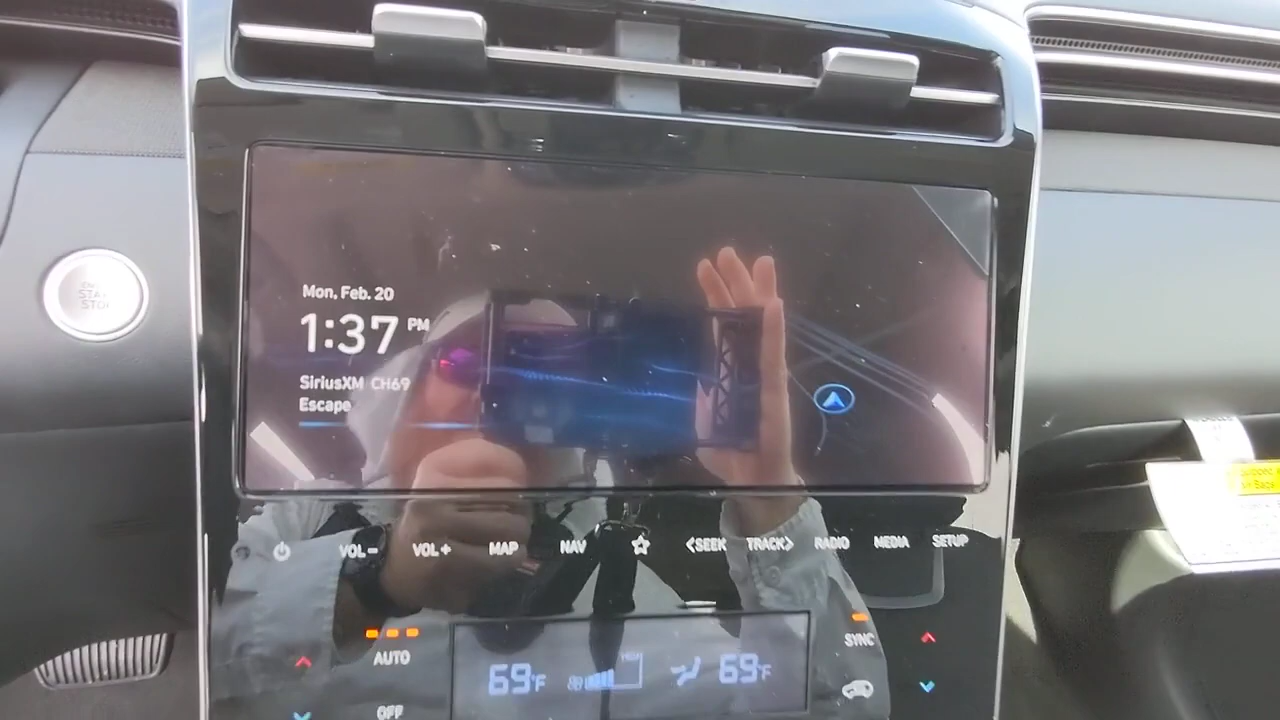 Mon, Feb. 20
1:37 PM
SiriusXM CH69
Escape
VOL- VOL+ MAP NAV <SEEK TRACK> RADIO MEDIA SETUP
AUTO
SYNC
69°F 69°F
OFF